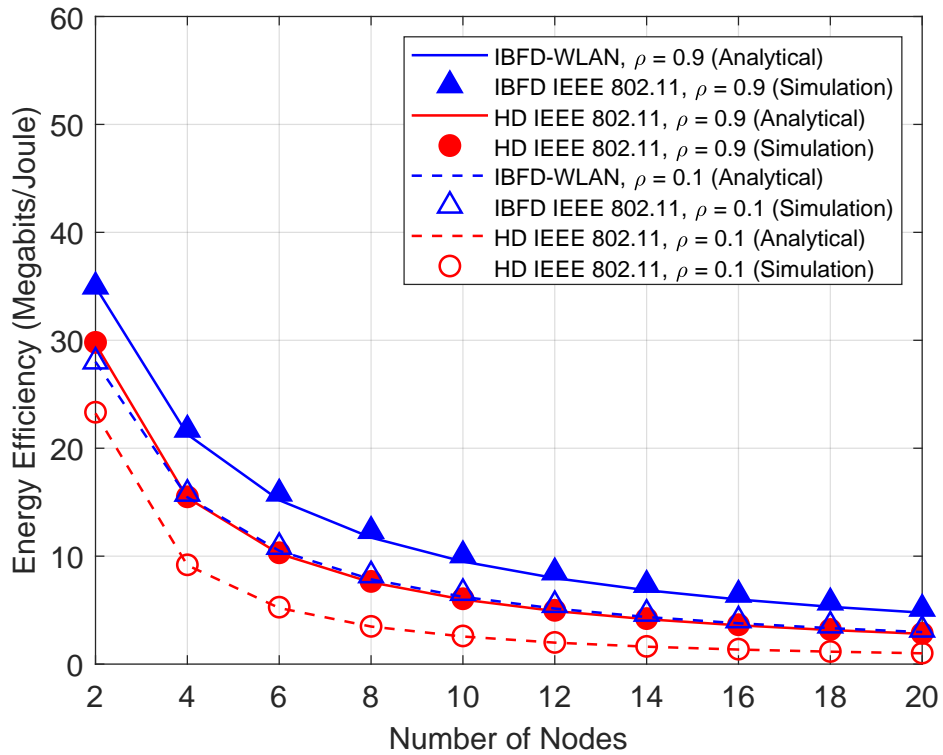 60
50
40
30
20
10
0
Energy Efficiency (Megabits/Joule)
IBFD-WLAN, ρ = 0.9 (Analytical)
IBFD IEEE 802.11, ρ = 0.9 (Simulation)
HD IEEE 802.11, ρ = 0.9 (Analytical)
HD IEEE 802.11, ρ = 0.9 (Simulation)
IBFD-WLAN, ρ = 0.1 (Analytical)
IBFD IEEE 802.11, ρ = 0.1 (Simulation)
HD IEEE 802.11, ρ = 0.1 (Analytical)
HD IEEE 802.11, ρ = 0.1 (Simulation)
2 4 6 8 10 12 14 16 18 20
Number of Nodes